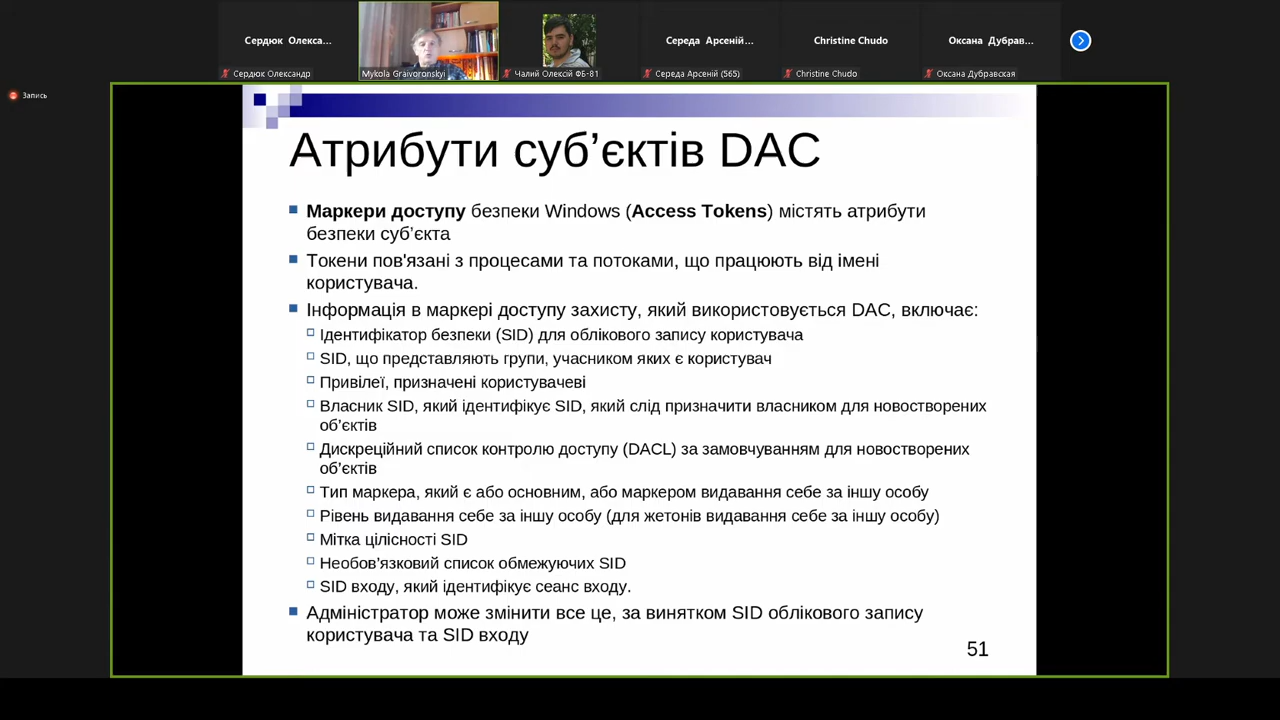 Сердюк Олекса...
Середа Арсеній...
Christine Chudo
Оксана Дубрав...
Сердюк Олександр
Mykola Graivoronskyi
Чалий Олексій ФБ-81
Середа Арсеній (565)
Christine Chudo
Оксана Дубравская
Запись
Атрибути суб’єктів DAC
Маркери доступу безпеки Windows (Access Tokens) містять атрибути
безпеки суб’єкта
Токени пов'язані з процесами та потоками, що працюють від імені
користувача.
Інформація в маркері доступу захисту, який використовується DAC, включає:
Ідентифікатор безпеки (SID) для облікового запису користувача
SID, що представляють групи, учасником яких є користувач
Привілеї, призначені користувачеві
Власник SID, який ідентифікує SID, який слід призначити власником для новостворених
об’єктів
Дискреційний список контролю доступу (DACL) за замовчуванням для новостворених
об’єктів
Тип маркера, який є або основним, або маркером видавання себе за іншу особу
Рівень видавання себе за іншу особу (для жетонів видавання себе за іншу особу)
Мітка цілісності SID
Необов’язковий список обмежуючих SID
SID входу, який ідентифікує сеанс входу.
Адміністратор може змінити все це, за винятком SID облікового запису
користувача та SID входу
51